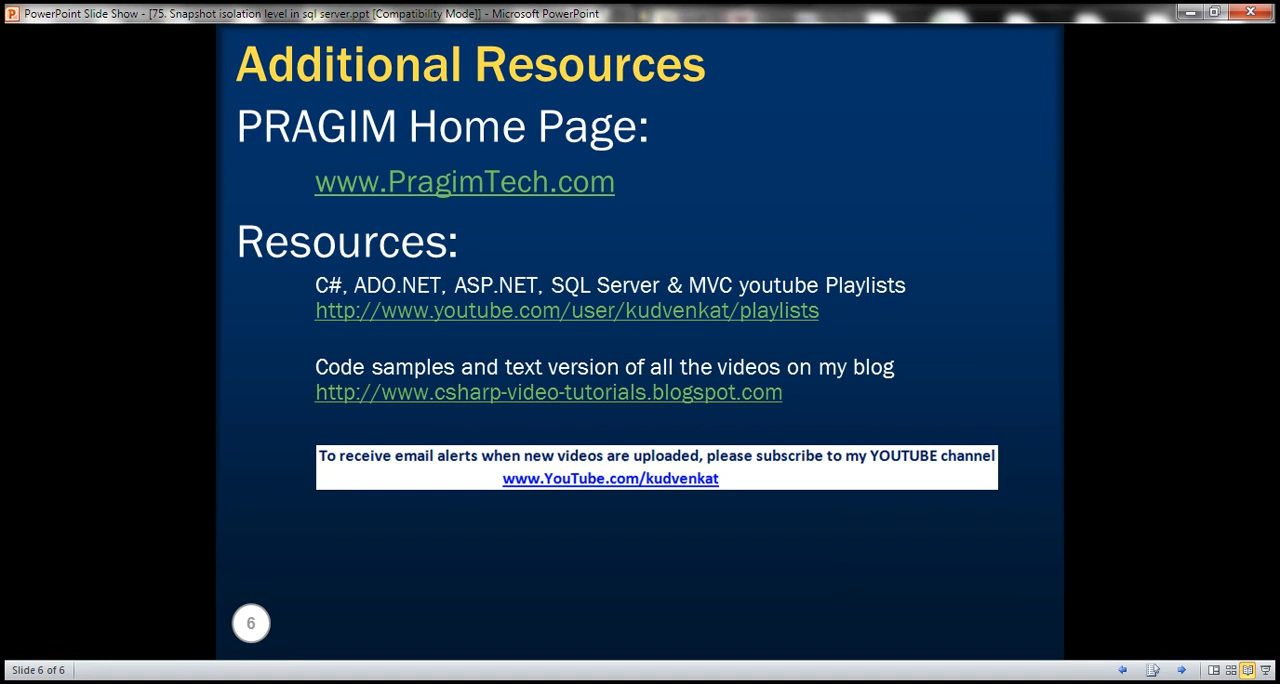 PowerPoint Slide Show - [75. Snapshot isolation level in sql server.ppt [Compatibility Mode]] - Microsoft PowerPoint
Additional Resources
PRAGIM Home Page:
www.PragimTech.com
Resources:
C#, ADO.NET, ASP.NET, SQL Server & MVC youtube Playlists
http://www.youtube.com/user/kudvenkat/playlists
Code samples and text version of all the videos on my blog
http://www.csharp-video-tutorials.blogspot.com
To receive email alerts when new videos are uploaded, please subscribe to my YOUTUBE channel
www.YouTube.com/kudvenkat
6
Slide 6 of 6